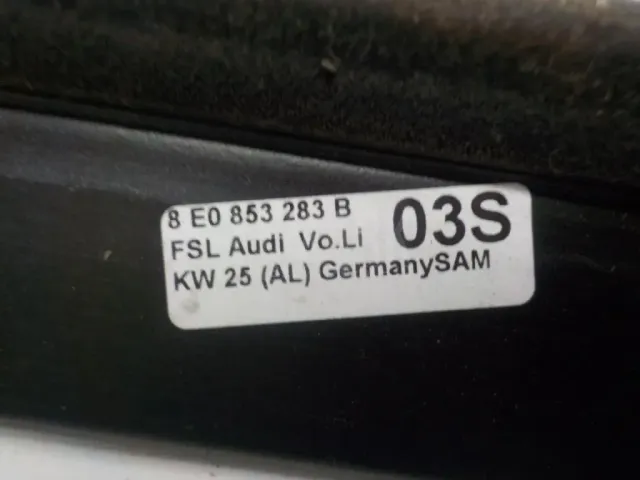 8 E0 853 283 B
03S
FSL Audi Vo.Li
KW 25 (AL) GermanySAM